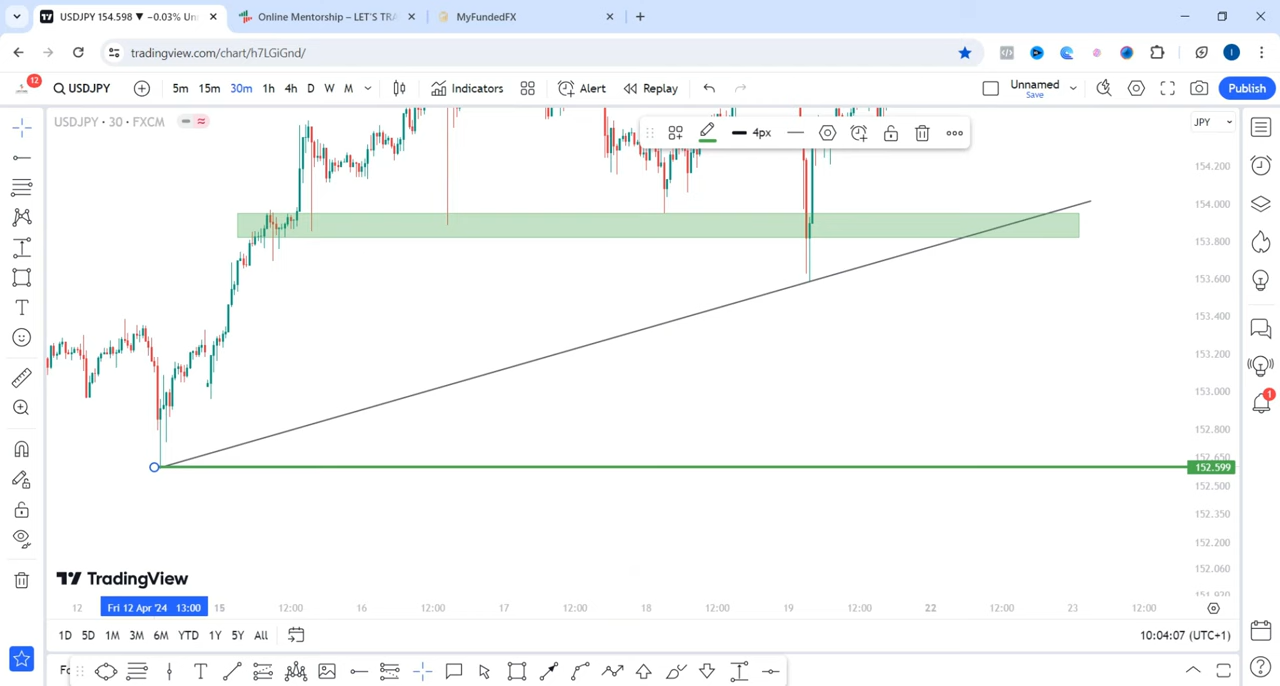 USDJPY 154.598 ▼ −0.03% Un
Online Mentorship – LET'S TRA
MyFundedFX
tradingview.com/chart/h7LGiGnd/
12
USDJPY
5m
15m
30m
1h
4h
D
W
M
Indicators
Alert
Replay
Unnamed
Save
Publish
USDJPY · 30 · FXCM
4px
JPY
154.200
154.000
153.800
153.600
153.400
153.200
153.000
152.800
152.650
152.599
152.500
152.350
152.200
152.060
151.920
1
TradingView
12
Fri 12 Apr '24 13:00
15
12:00
16
12:00
17
12:00
18
12:00
19
12:00
22
12:00
23
12:00
1D
5D
1M
3M
6M
YTD
1Y
5Y
All
10:04:07 (UTC+1)
Fo